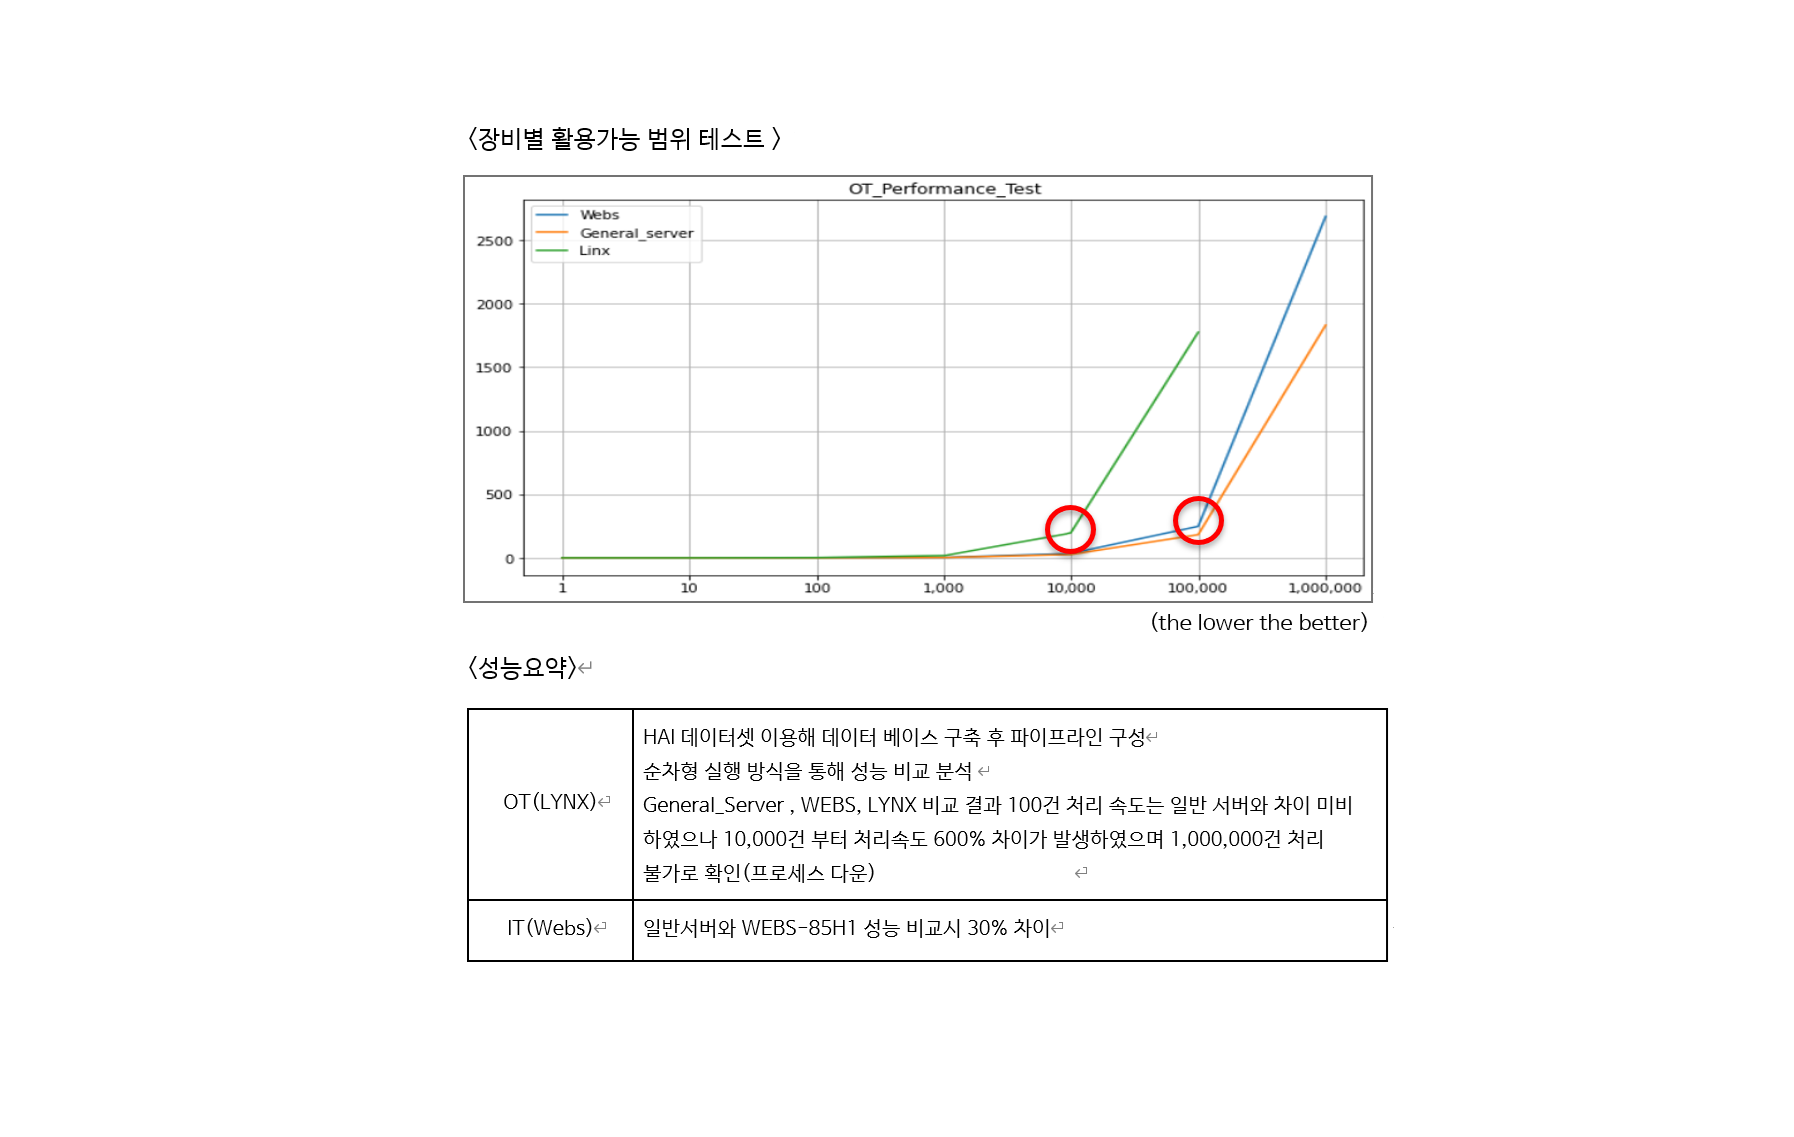 <장비별 활용가능 범위 테스트 >
OT_Performance_Test
Webs
General_server
Linx
2500
2000
1500
1000
500
0
1 10 100 1,000 10,000 100,000 1,000,000
(the lower the better)
<성능요약>↵
OT(LYNX)↵
HAI 데이터셋 이용해 데이터 베이스 구축 후 파이프라인 구성↵
순차형 실행 방식을 통해 성능 비교 분석 ↵
General_Server , WEBS, LYNX 비교 결과 100건 처리 속도는 일반 서버와 차이 미비
하였으나 10,000건 부터 처리속도 600% 차이가 발생하였으며 1,000,000건 처리
불가로 확인(프로세스 다운) ↵
IT(Webs)↵
일반서버와 WEBS-85H1 성능 비교시 30% 차이↵